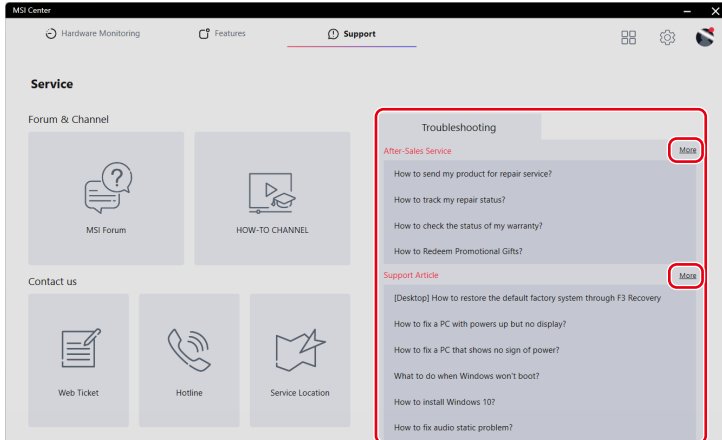 MSI Center
Hardware Monitoring
Features
Support
Service
Forum & Channel
MSI Forum
HOW-TO CHANNEL
Contact us
Web Ticket
Hotline
Service Location
Troubleshooting
After-Sales Service
More
How to send my product for repair service?
How to track my repair status?
How to check the status of my warranty?
How to Redeem Promotional Gifts?
Support Article
More
[Desktop] How to restore the default factory system through F3 Recovery
How to fix a PC with powers up but no display?
How to fix a PC that shows no sign of power?
What to do when Windows won't boot?
How to install Windows 10?
How to fix audio static problem?